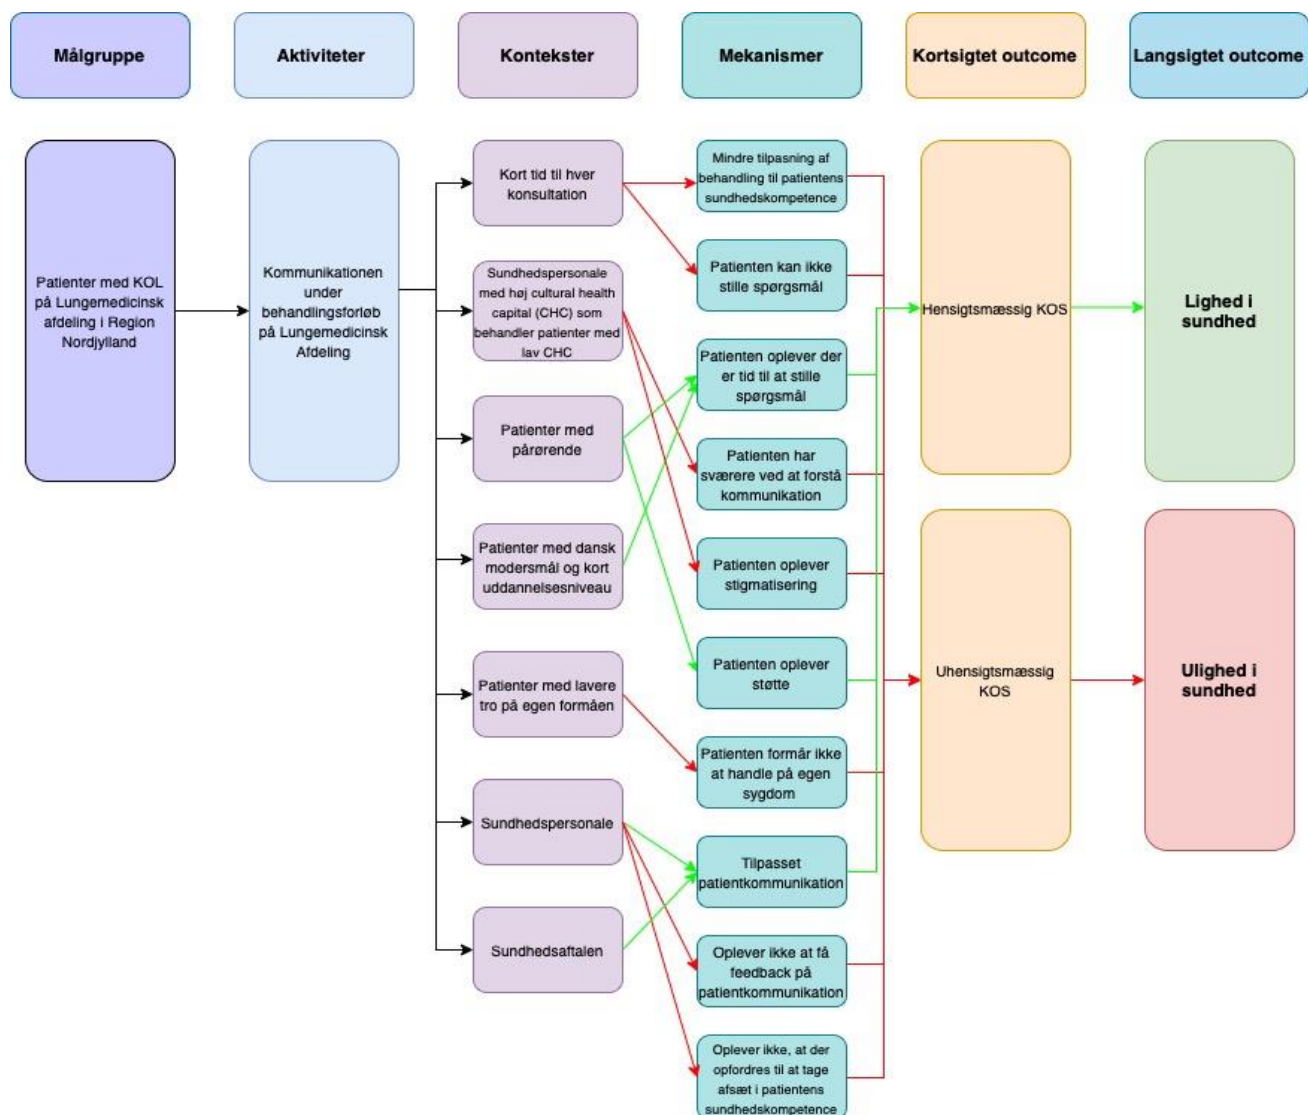 Målgruppe
Aktiviteter
Kontekster
Mekanismer
Kortsigtet outcome
Langsigtet outcome
Patienter med KOL
på Lungemedicinsk
afdeling i Region
Nordjylland
Kommunikationen
under
behandlingsforløb
på Lungemedicinsk
Afdeling
Kort tid til hver
konsultation
Sundhedspersonale
med høj cultural health
capital (CHC) som
behandler patienter med
lav CHC
Patienter med
pårørende
Patienter med dansk
modersmål og kort
uddannelsesniveau
Patienter med lavere
tro på egen formåen
Sundhedspersonale
Sundhedsaftalen
Mindre tilpasning af
behandling til patientens
sundhedskompetence
Patienten kan ikke
stille spørgsmål
Patienten oplever der
er tid til at stille
spørgsmål
Patienten har
sværere ved at forstå
kommunikation
Patienten oplever
stigmatisering
Patienten oplever
støtte
Patienten formår ikke
at handle på egen
sygdom
Tilpasset
patientkommunikation
Oplever ikke at få
feedback på
patientkommunikation
Oplever ikke, at der
opfordres til at tage
afsæt i patientens
sundhedskompetence
Hensigtsmæssig KOS
Uhensigtsmæssig
KOS
Lighed i
sundhed
Ulighed i
sundhed